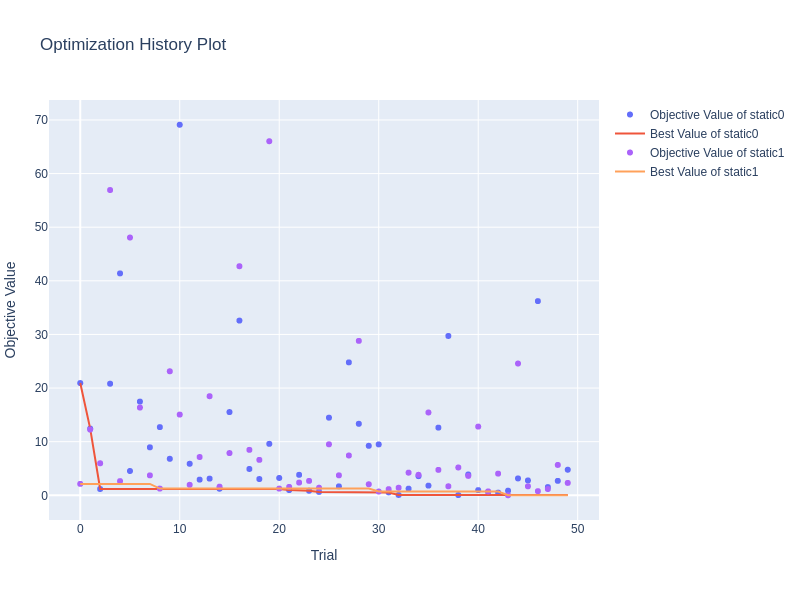 Optimization History Plot
Objective Value of static0
Best Value of static0
Objective Value of static1
Best Value of static1
70
60
50
40
30
20
10
0
Objective Value
0 10 20 30 40 50
Trial